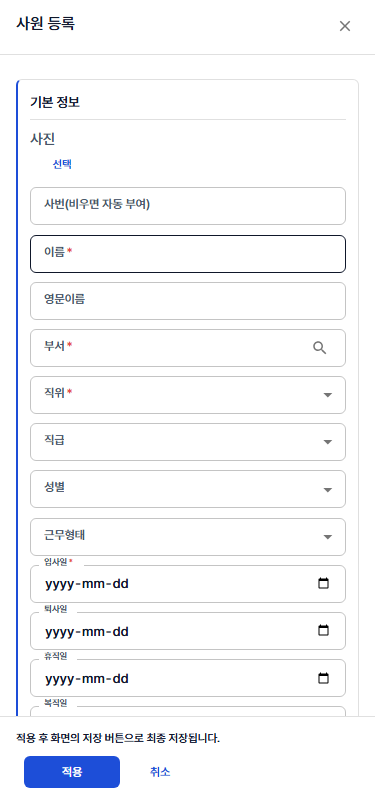 사원 등록
기본 정보
사진
선택
사번(비우면 자동 부여)
이름 *
영문이름
부서 *
직위 *
직급
성별
근무형태
입사일 *
yyyy-mm-dd
퇴사일
yyyy-mm-dd
휴직일
yyyy-mm-dd
복직일
적용 후 화면의 저장 버튼으로 최종 저장됩니다.
적용 취소